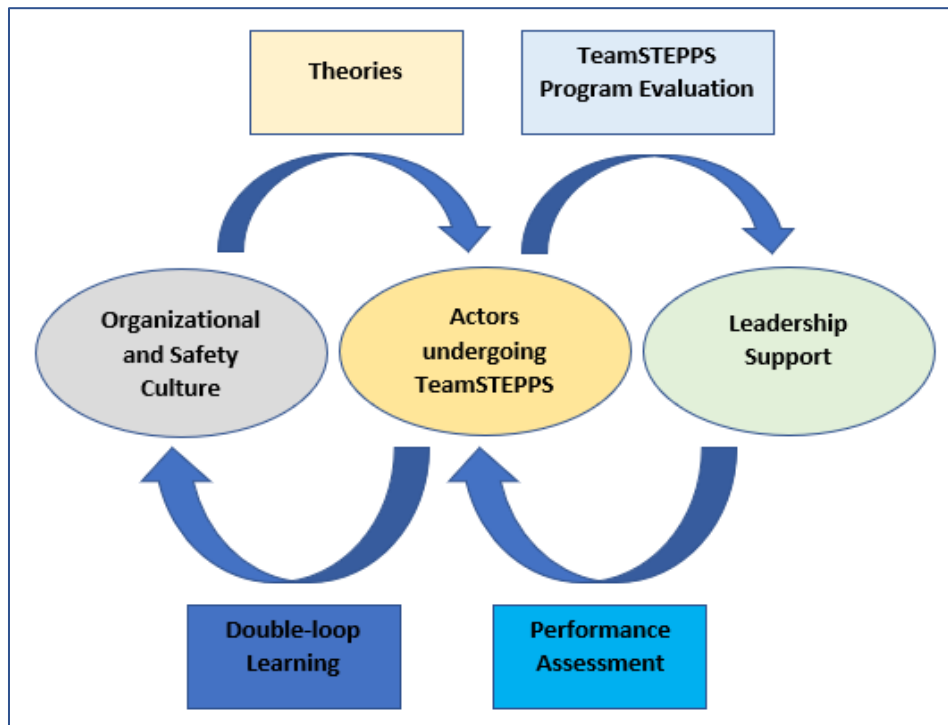 Theories
TeamSTEPPS
Program Evaluation
Organizational
and Safety
Culture
Actors
undergoing
TeamSTEPPS
Leadership
Support
Double-loop
Learning
Performance
Assessment